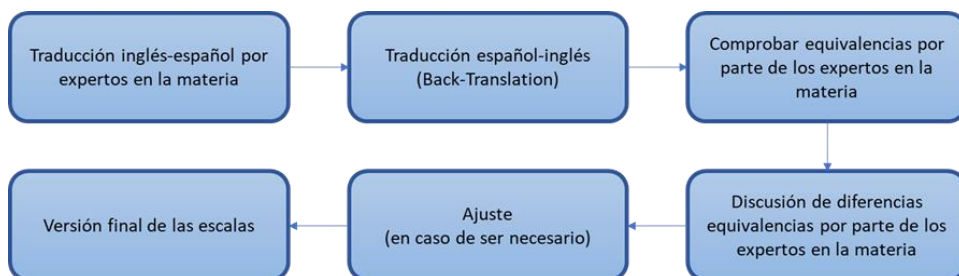 Traducción inglés-español por
expertos en la materia
Traducción español-inglés
(Back-Translation)
Comprobar equivalencias por
parte de los expertos en la
materia
Discusión de diferencias
equivalencias por parte de los
expertos en la materia
Ajuste
(en caso de ser necesario)
Versión final de las escalas